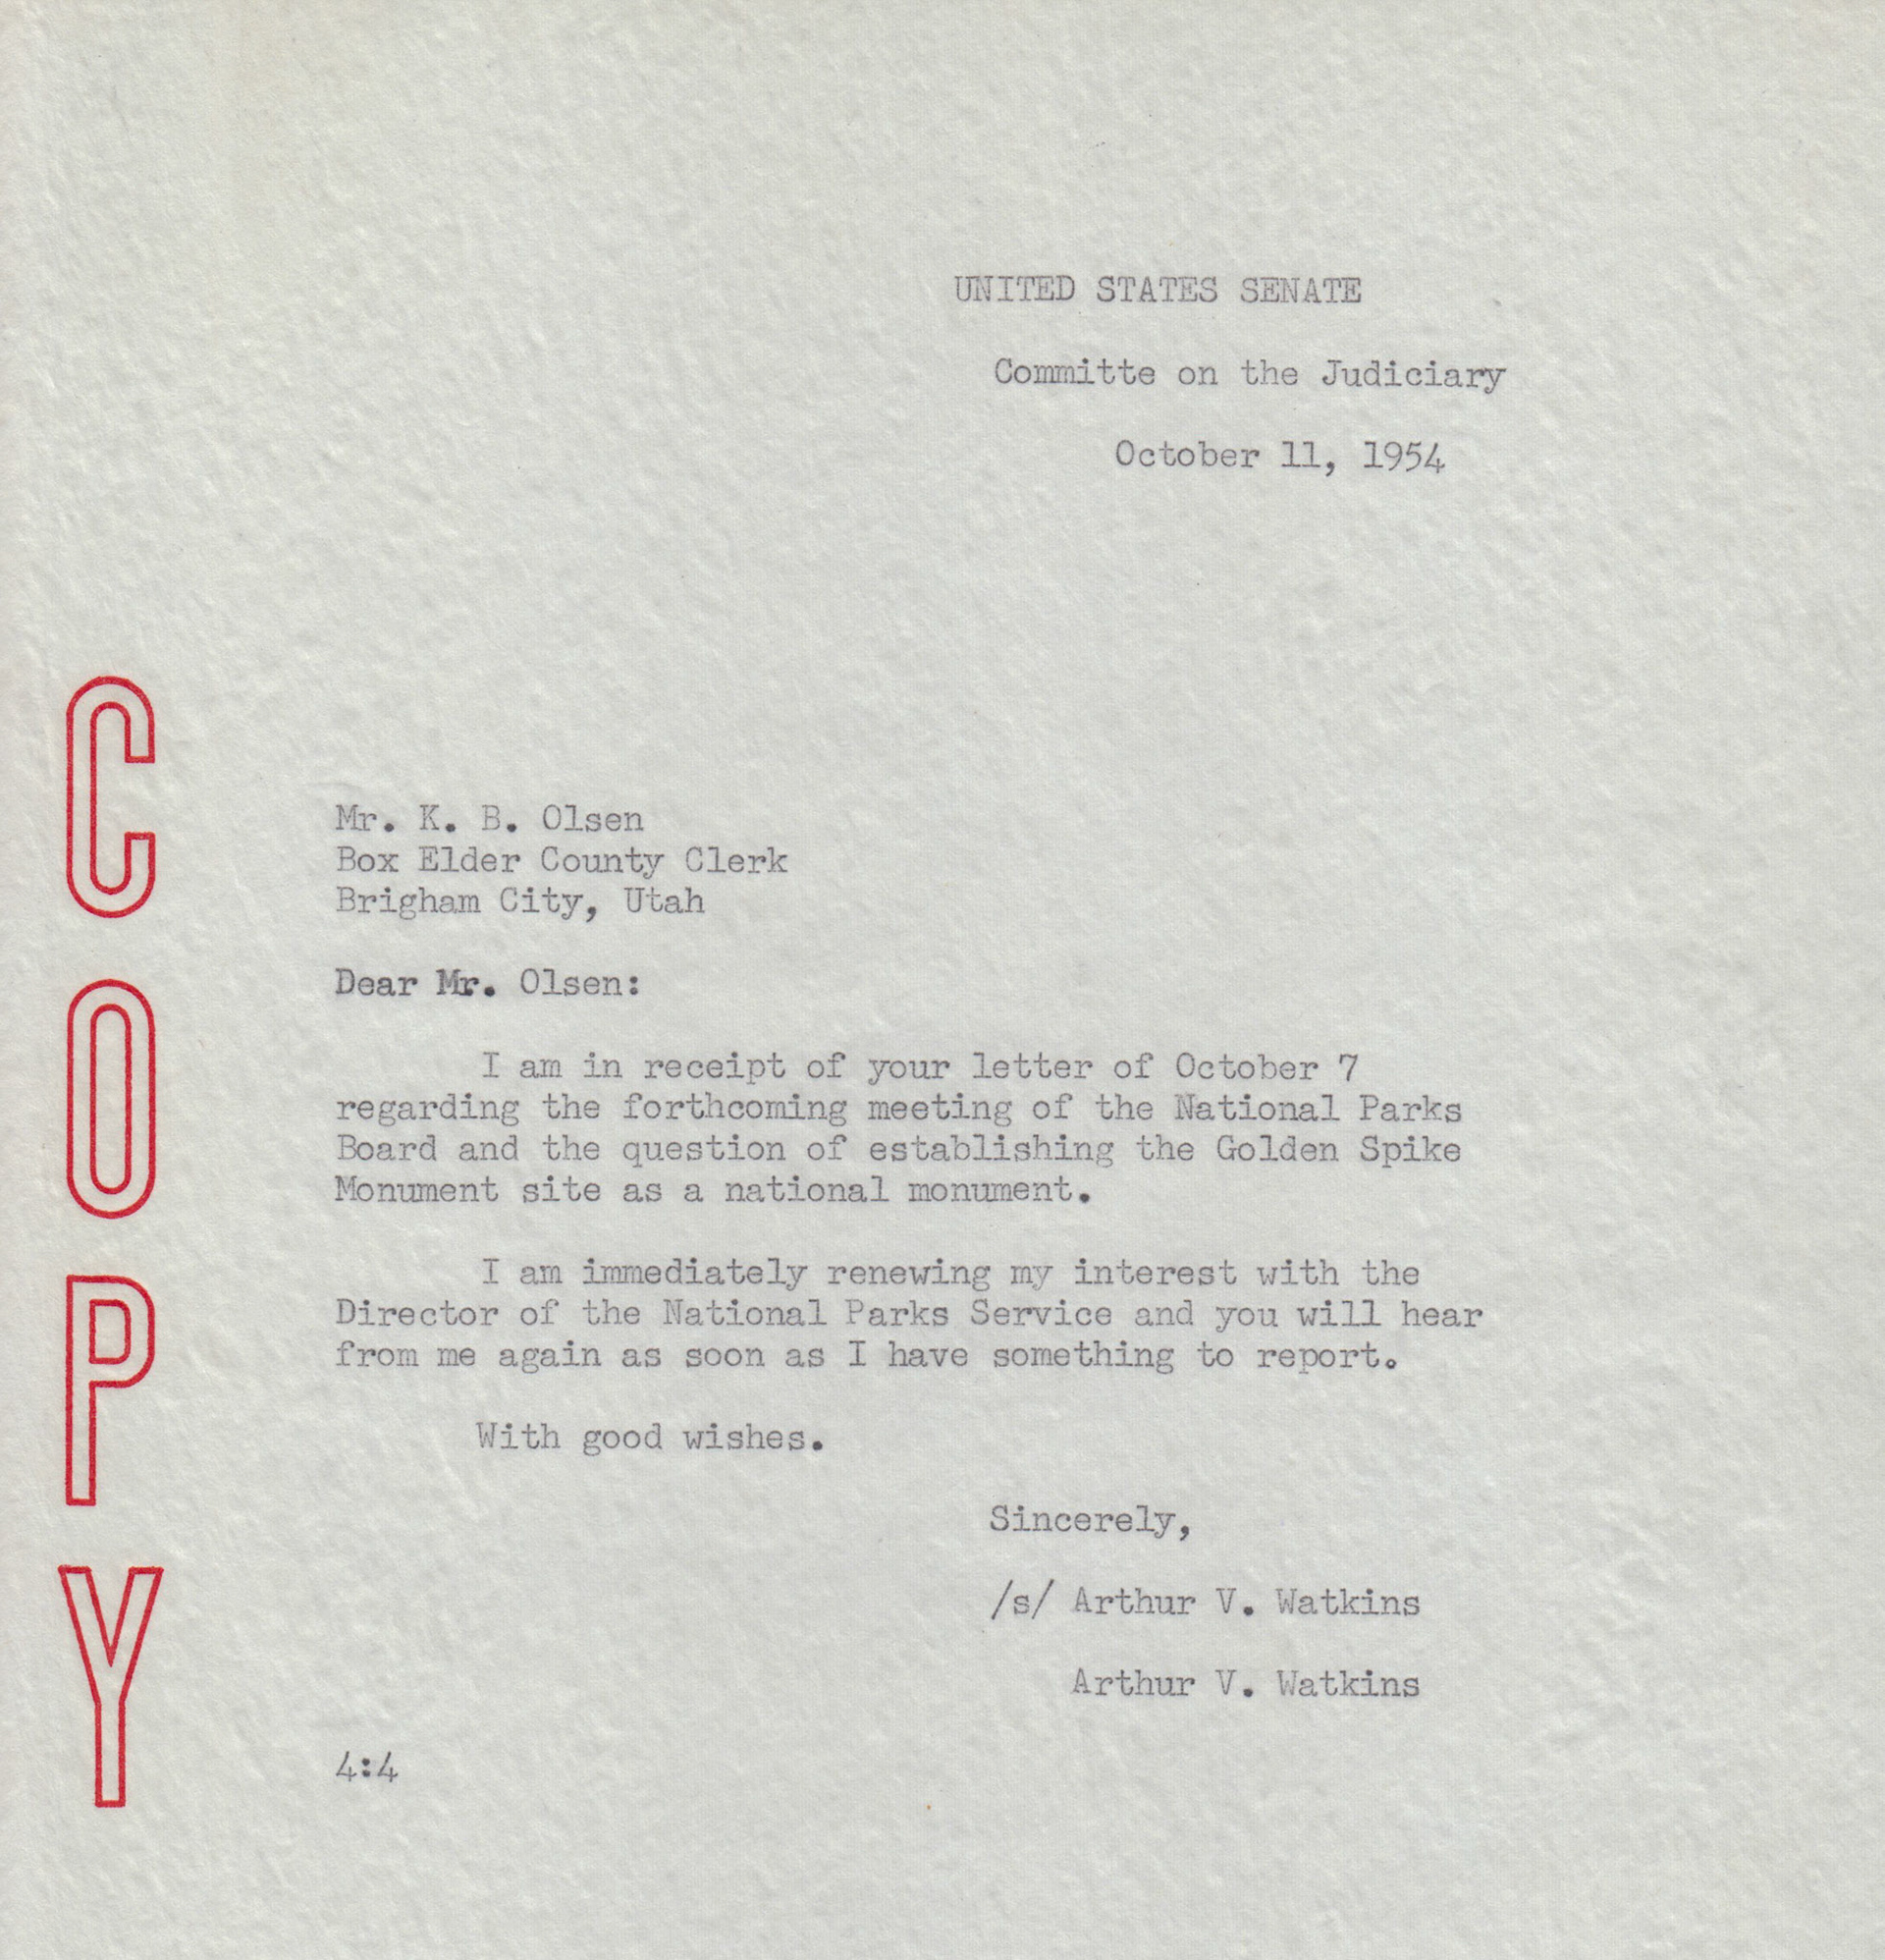 UNITED STATES SENATE
Committe on the Judiciary
October 11, 1954
COPY
Mr. K. B. Olsen
Box Elder County Clerk
Brigham City, Utah
Dear Mr. Olsen:
I am in receipt of your letter of October 7
regarding the forthcoming meeting of the National Parks
Board and the question of establishing the Golden Spike
Monument site as a national monument.
I am immediately renewing my interest with the
Director of the National Parks Service and you will hear
from me again as soon as I have something to report.
With good wishes.
Sincerely,
/s/ Arthur V. Watkins
Arthur V. Watkins
4:4